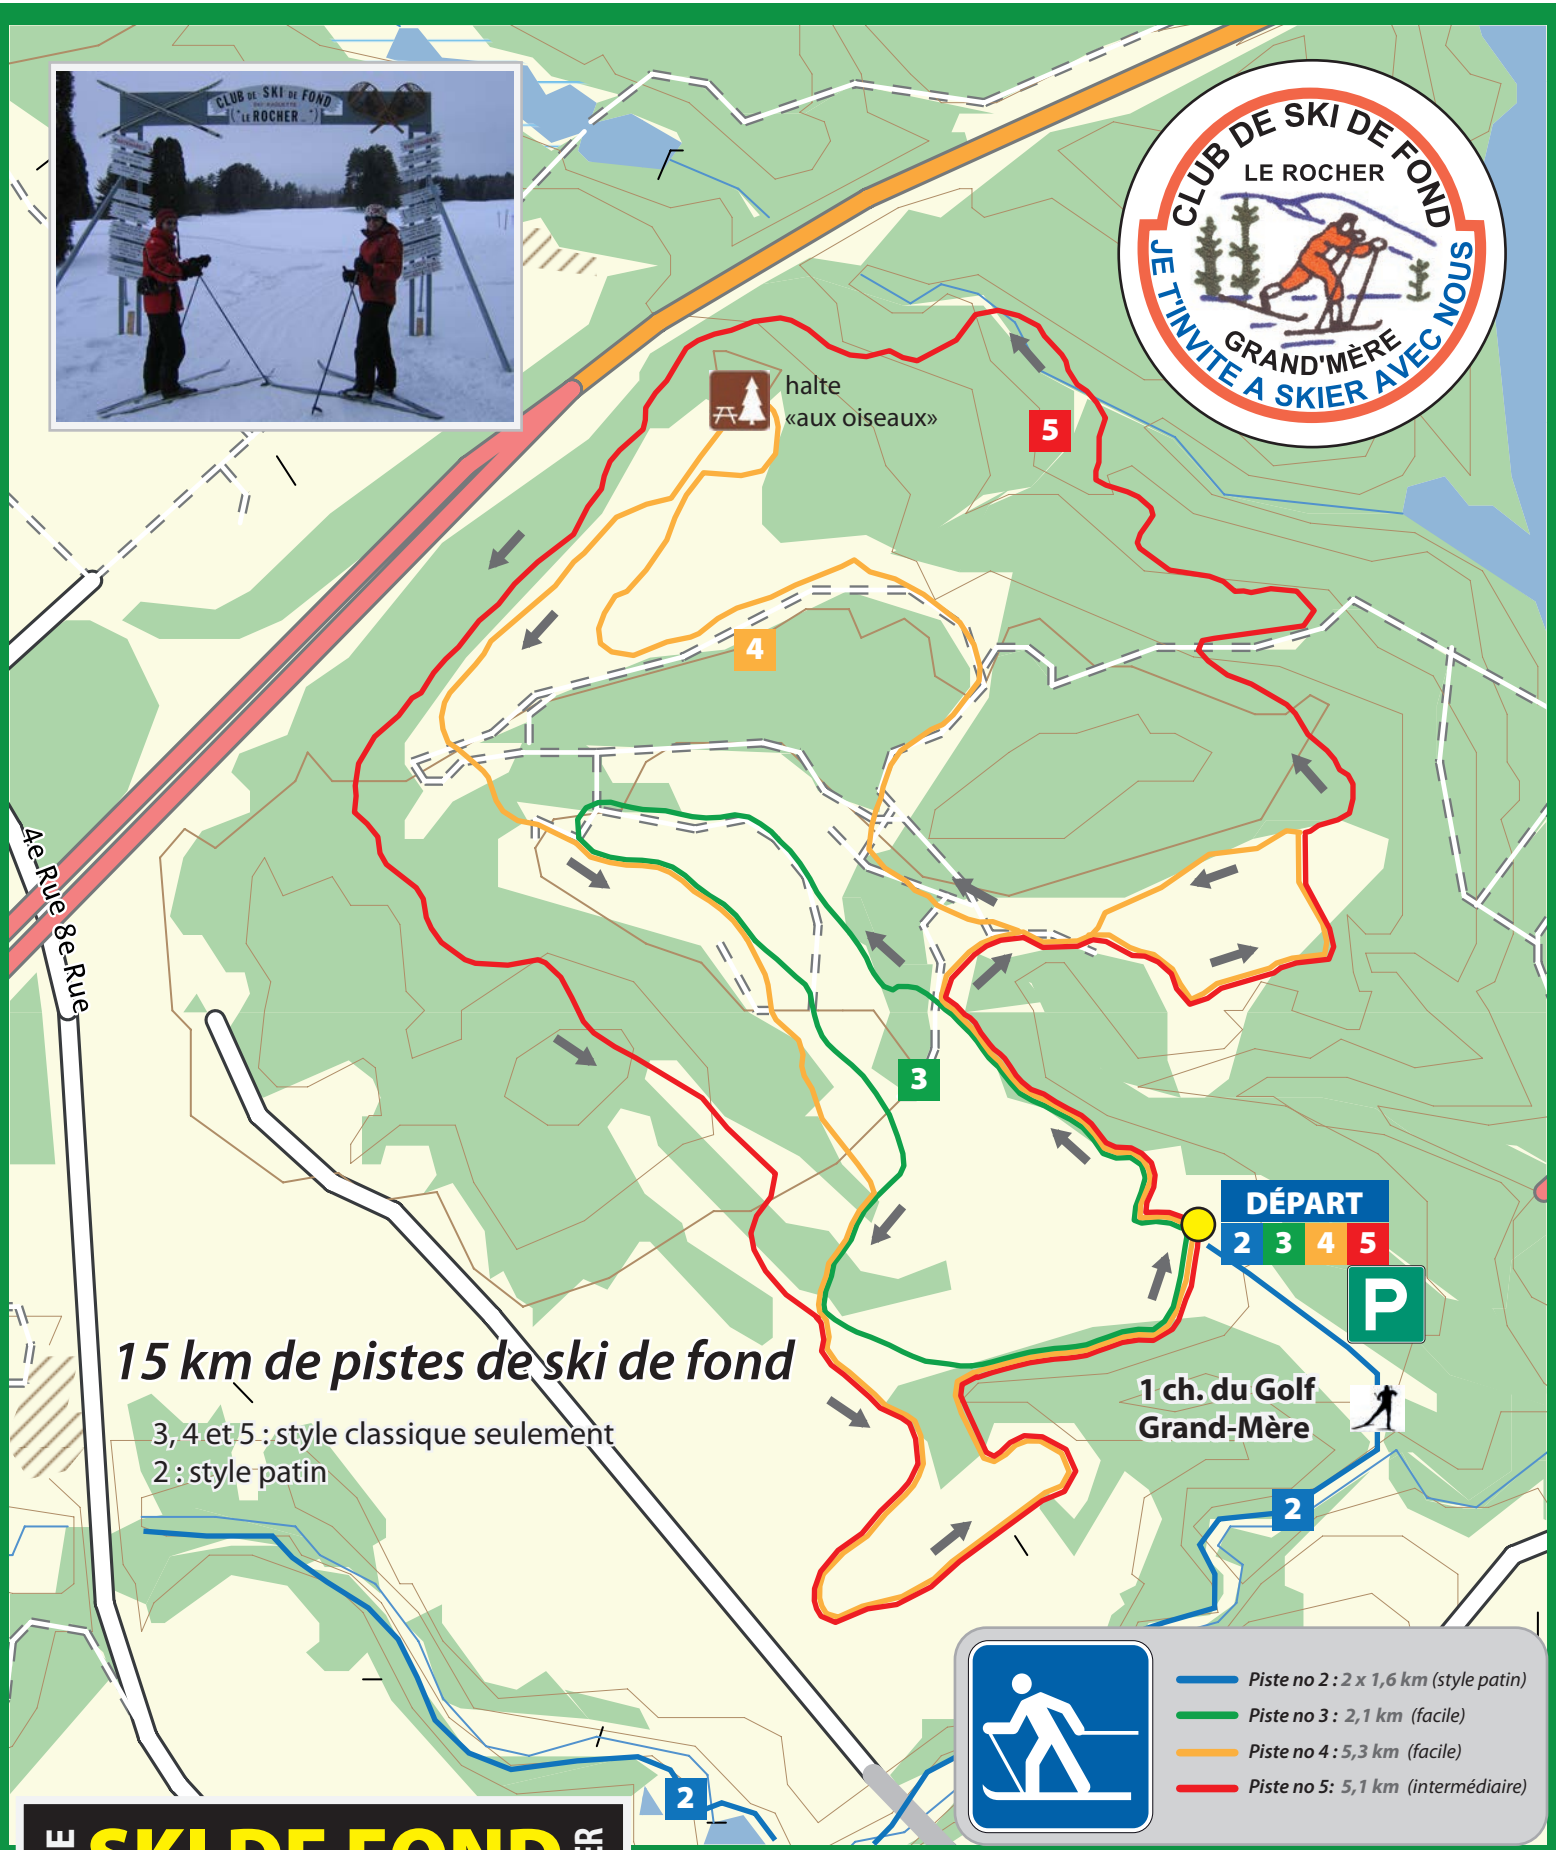 CLUB DE SKI DE FOND
"LE ROCHER"
CLUB DE SKI DE FOND
LE ROCHER
GRAND'MÈRE
JE T'INVITE A SKIER AVEC NOUS
halte
«aux oiseaux»
5
4
4e Rue 8e Rue
3
DÉPART
2 3 4 5
P
15 km de pistes de ski de fond
3, 4 et 5 : style classique seulement
2 : style patin
1 ch. du Golf
Grand-Mère
2
2
Piste no 2 : 2 x 1,6 km (style patin)
Piste no 3 : 2,1 km (facile)
Piste no 4 : 5,3 km (facile)
Piste no 5: 5,1 km (intermédiaire)
SKI DE FOND